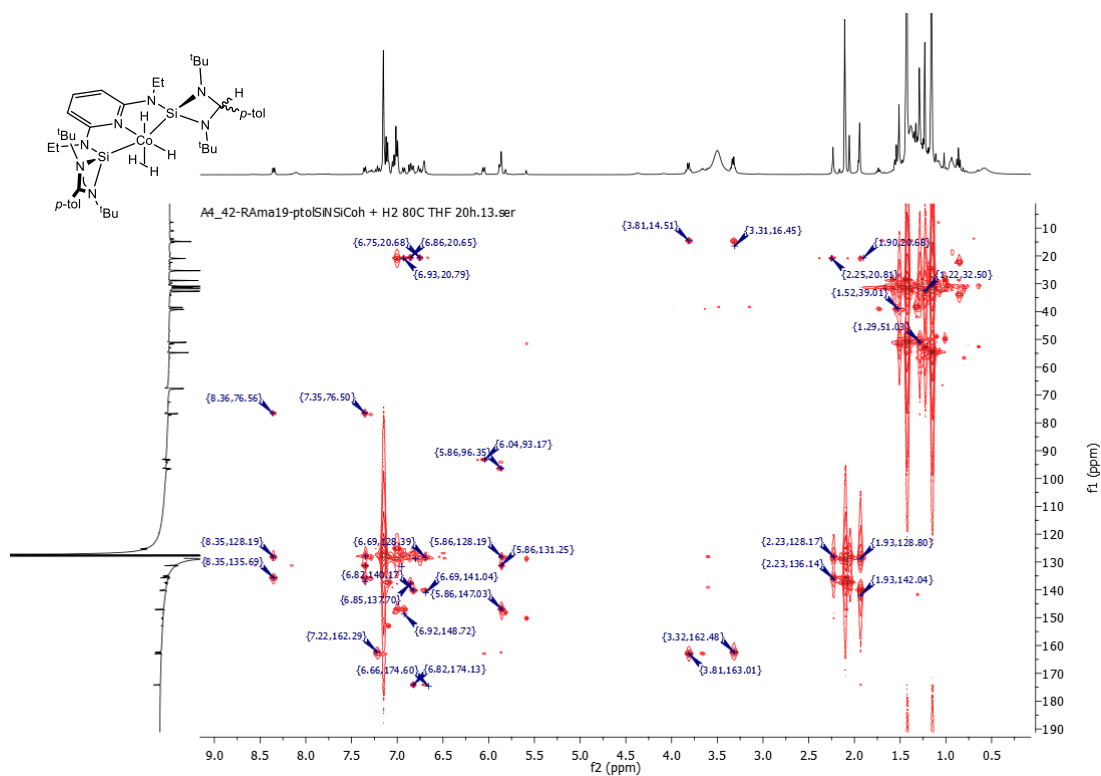 tBu
Et
N
N
H
N
Si
p-tol
H
N
N
tBu
N
Co
tBu
Et
N
H
Si
H
H
N
N
p-tol
tBu
A4_42-RAma19-ptolSiNSiCoh + H2 80C THF 20h.13.ser
{6.75,20.68}
{6.86,20.65}
{6.93,20.79}
{3.81,14.51}
{3.31,16.45}
{1.90,20.68}
{2.25,20.81}
{1.22,32.50}
{1.52,39.01}
{1.29,51.03}
{8.36,76.56}
{7.35,76.50}
{6.04,93.17}
{5.86,96.35}
{8.35,128.19}
{6.69,128.39}
{5.86,128.19}
{5.86,131.25}
{2.23,128.17}
{1.93,128.80}
{8.35,135.69}
{6.82,140.17}
{6.69,141.04}
{2.23,136.14}
{1.93,142.04}
{6.85,137.70}
{5.86,147.03}
{6.92,148.72}
{7.22,162.29}
{3.32,162.48}
{3.81,163.01}
{6.66,174.60}
{6.82,174.13}
10
20
30
40
50
60
70
80
90
100
110
120
130
140
150
160
170
180
190
f1 (ppm)
9.0 8.5 8.0 7.5 7.0 6.5 6.0 5.5 5.0 4.5 4.0 3.5 3.0 2.5 2.0 1.5 1.0 0.5
f2 (ppm)